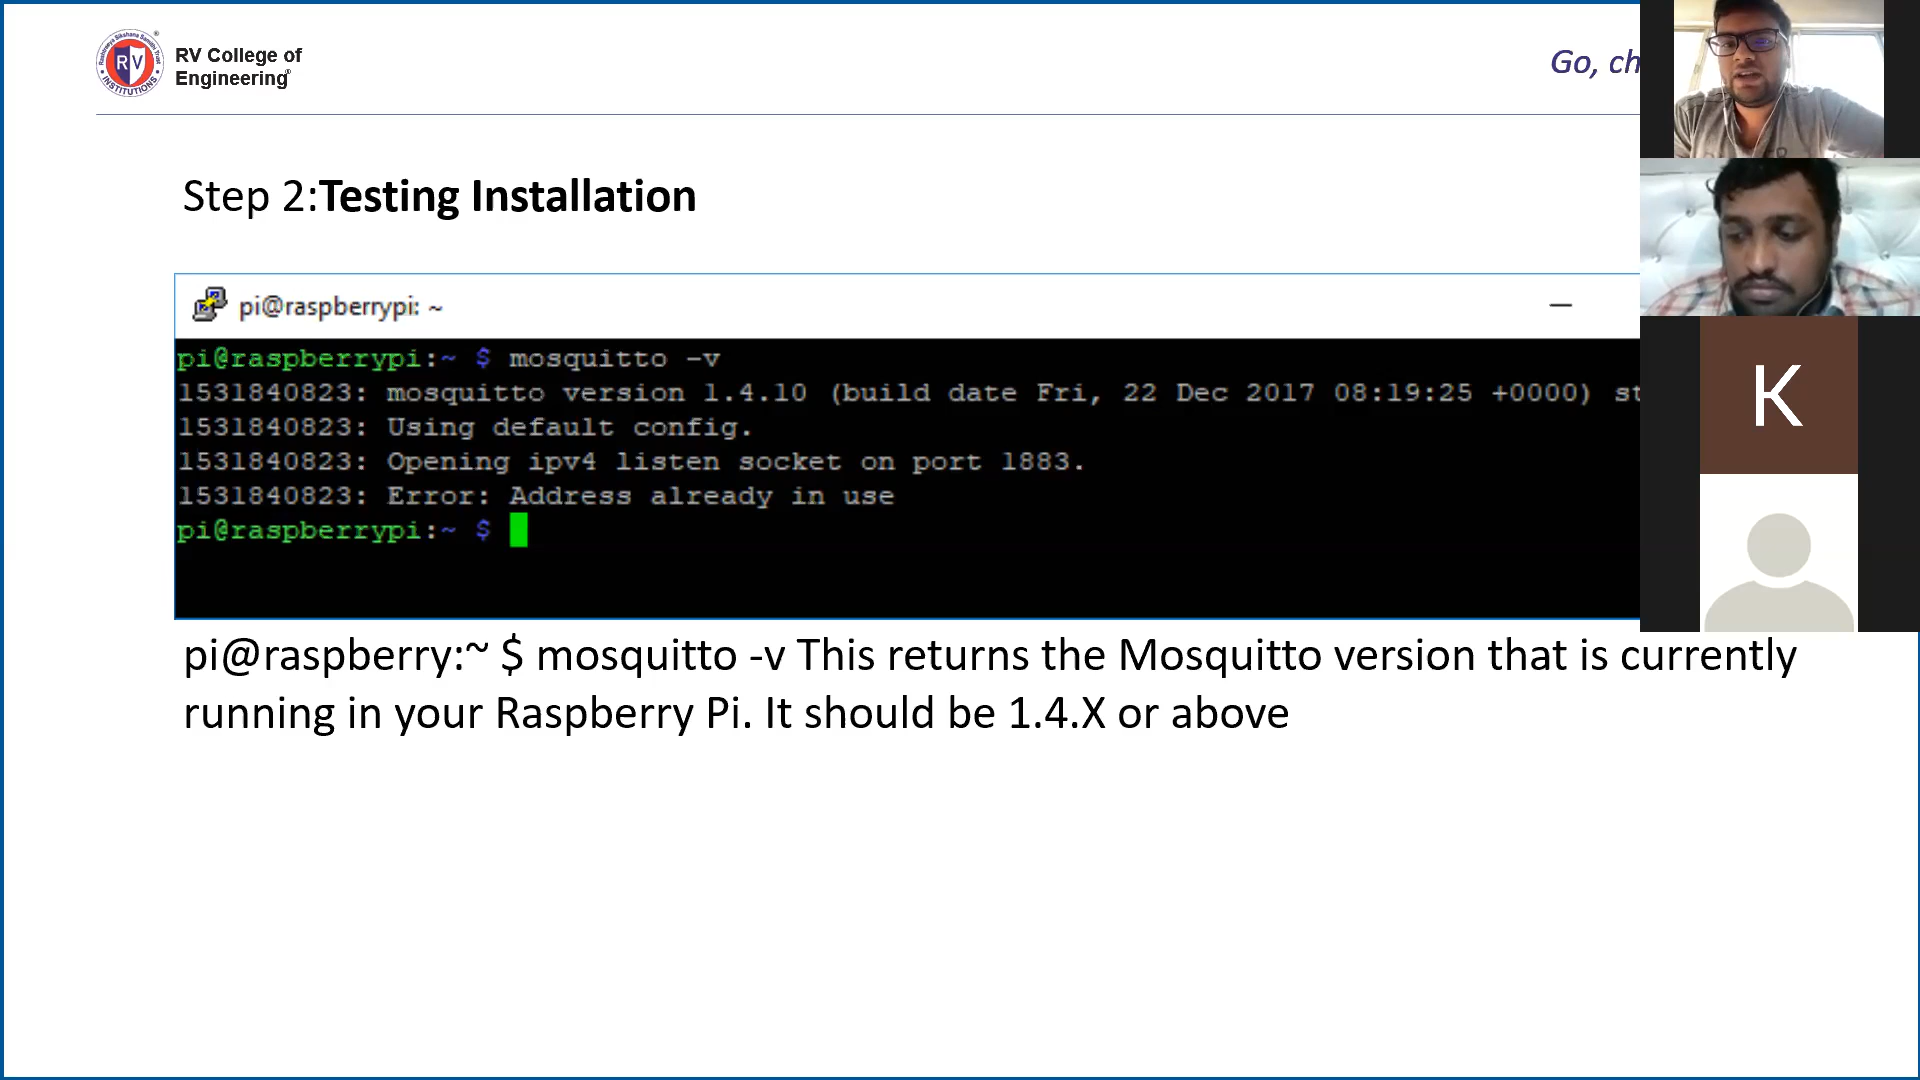 RV College of
Engineering
Go,
Step 2:Testing Installation
pi@raspberrypi: ~
pi@raspberrypi:~ $ mosquitto -v
1531840823: mosquitto version 1.4.10 (build date Fri, 22 Dec 2017 08:19:25 +0000)
1531840823: Using default config.
1531840823: Opening ipv4 listen socket on port 1883.
1531840823: Error: Address already in use
pi@raspberrypi:~ $
K
pi@raspberry:~ $ mosquitto -v This returns the Mosquitto version that is currently
running in your Raspberry Pi. It should be 1.4.X or above